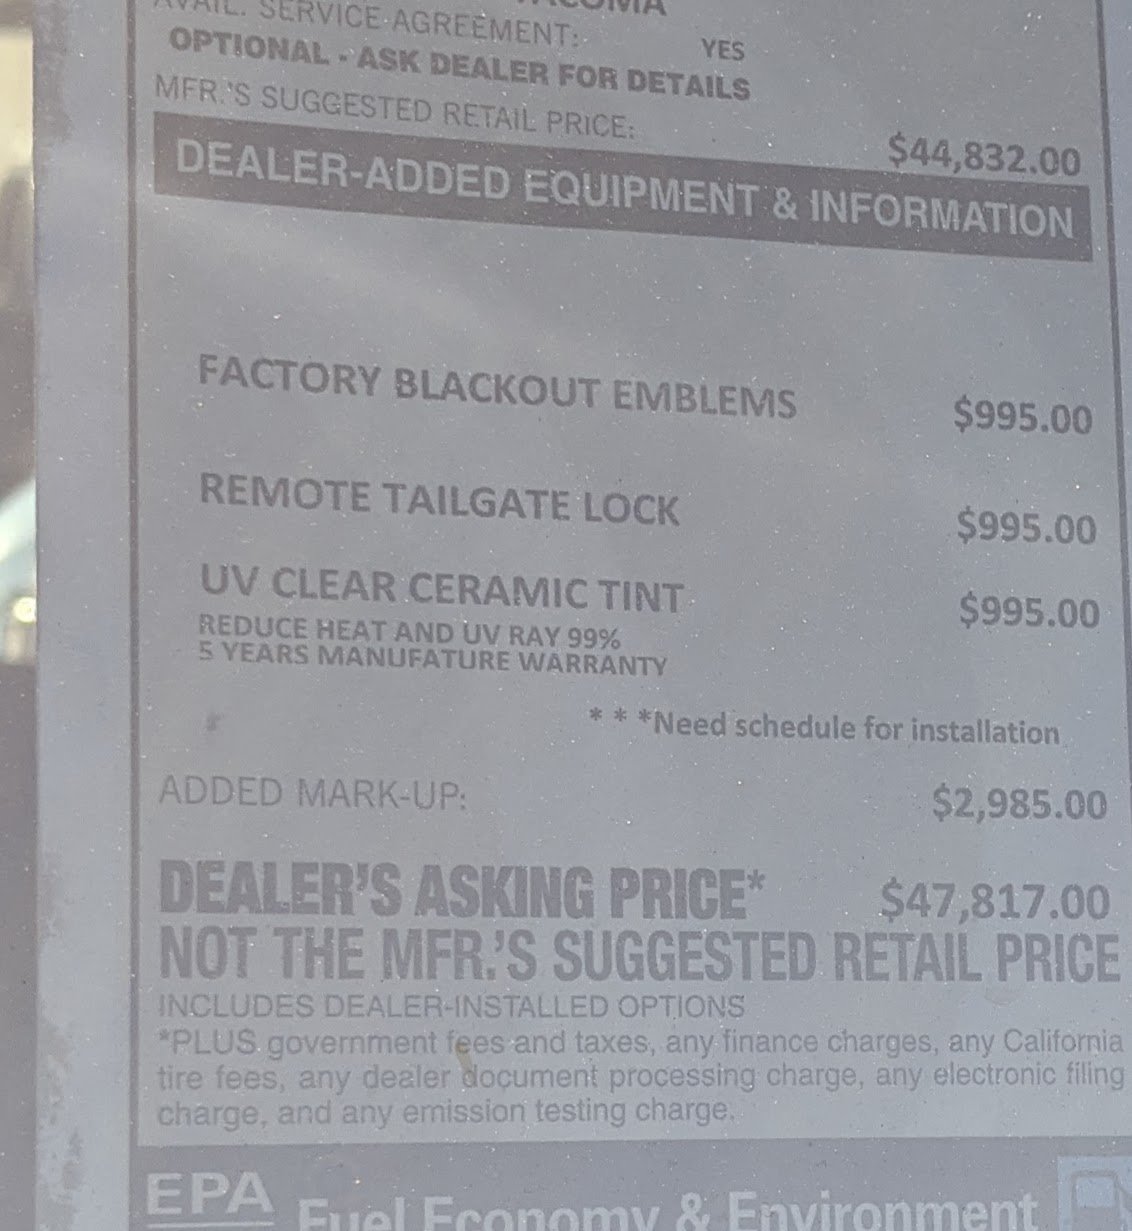 AVAIL. SERVICE AGREEMENT: YES
OPTIONAL - ASK DEALER FOR DETAILS
MFR.'S SUGGESTED RETAIL PRICE: $44,832.00
DEALER-ADDED EQUIPMENT & INFORMATION
FACTORY BLACKOUT EMBLEMS $995.00
REMOTE TAILGATE LOCK $995.00
UV CLEAR CERAMIC TINT $995.00
REDUCE HEAT AND UV RAY 99%
5 YEARS MANUFATURE WARRANTY
* * *Need schedule for installation
ADDED MARK-UP: $2,985.00
DEALER'S ASKING PRICE* $47,817.00
NOT THE MFR.'S SUGGESTED RETAIL PRICE
INCLUDES DEALER-INSTALLED OPTIONS
*PLUS government fees and taxes, any finance charges, any California
tire fees, any dealer document processing charge, any electronic filing
charge, and any emission testing charge.
EPA Fuel Economy & Environment